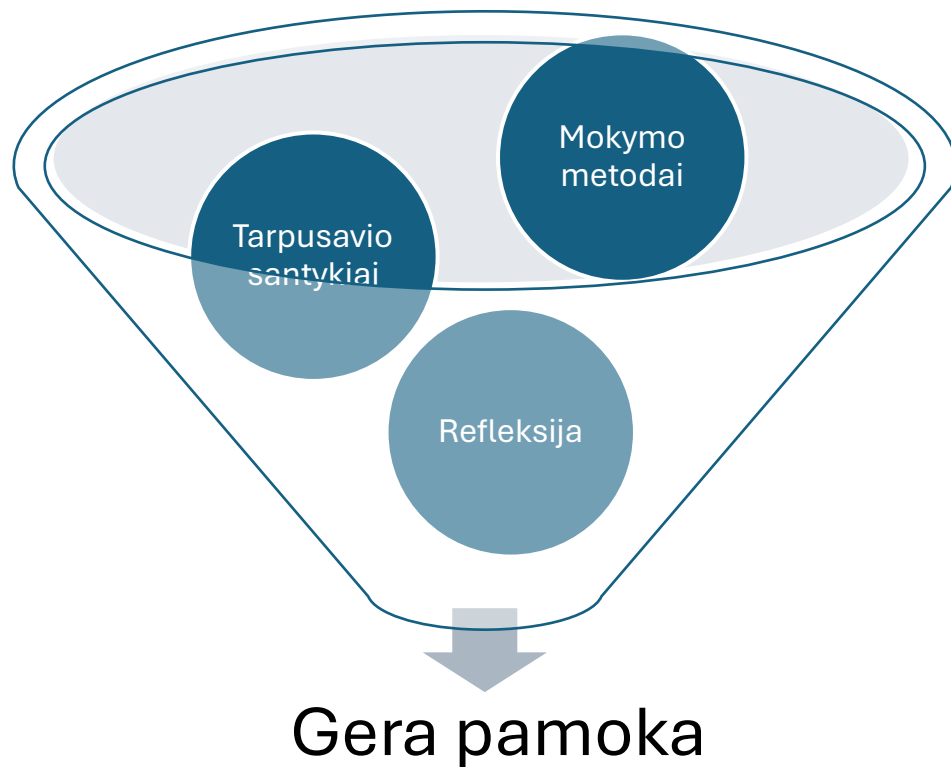 Mokymo
metodai
Tarpusavio
santykiai
Refleksija
Gera pamoka